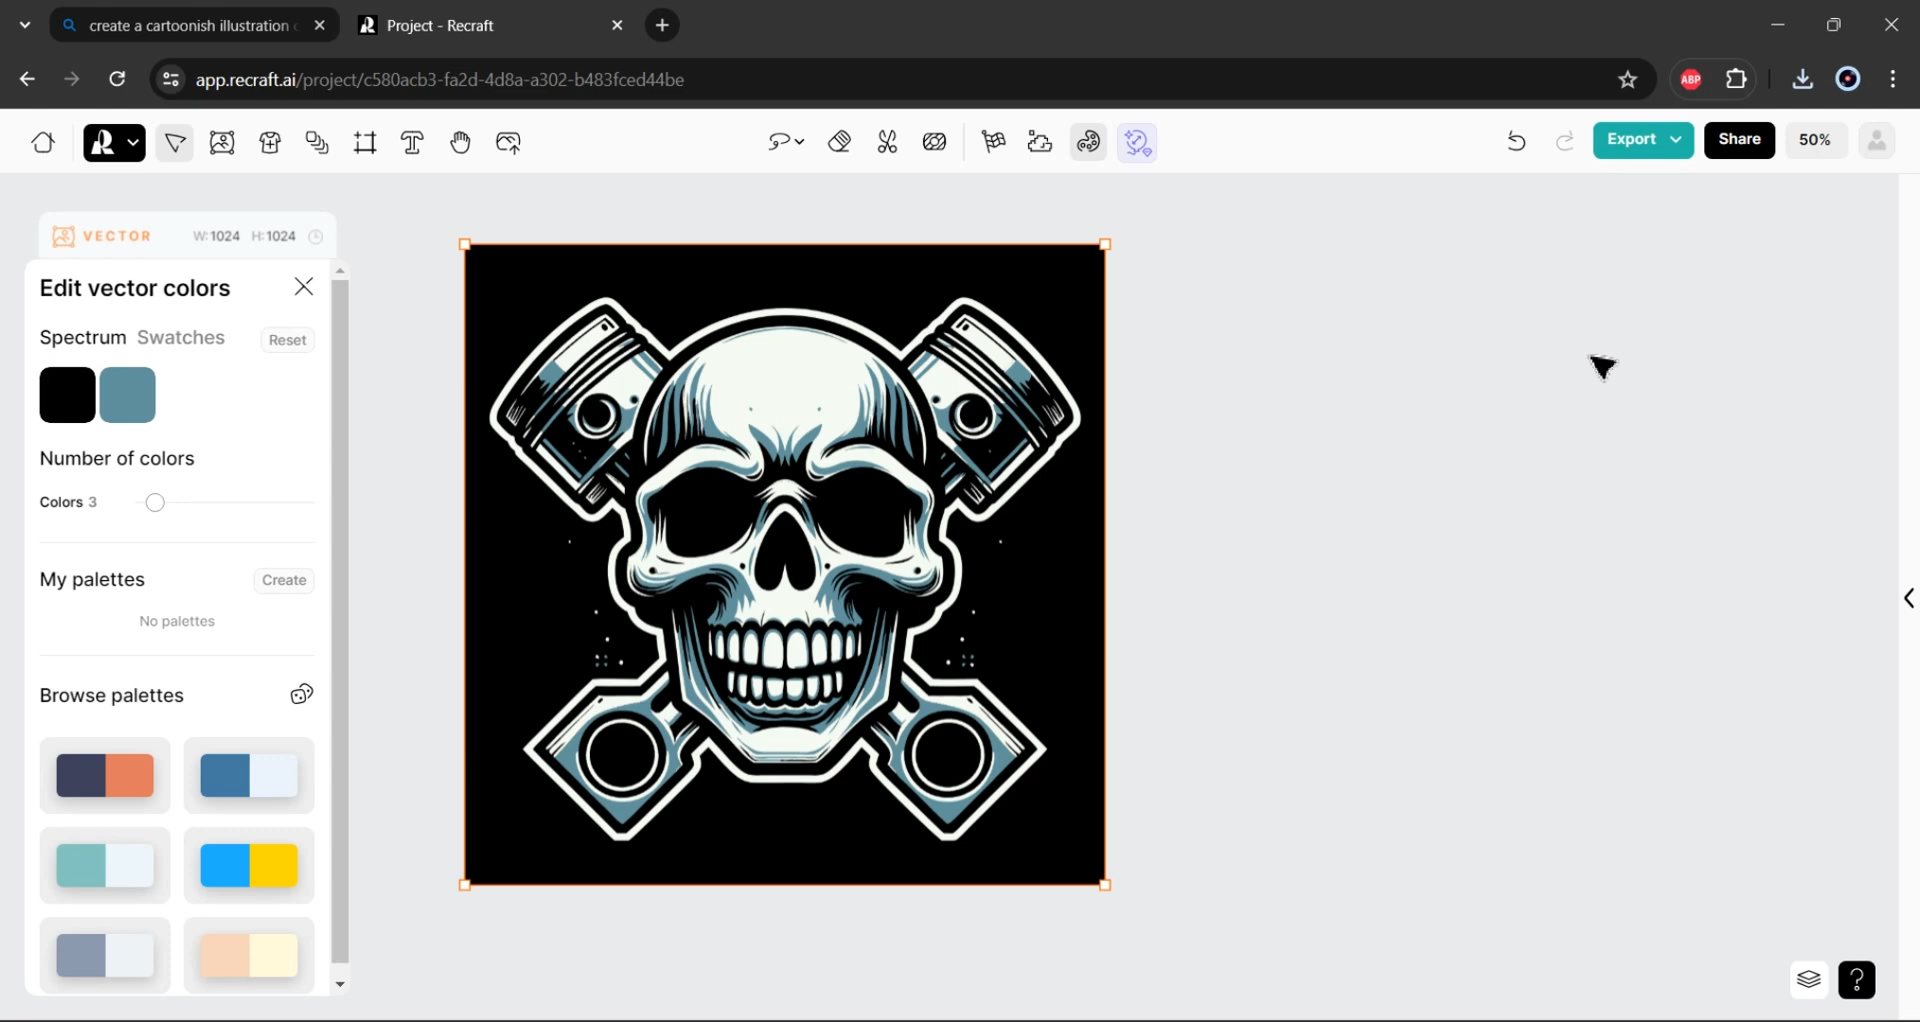 create a cartoonish illustration
Project - Recraft
app.recraft.ai/project/c580acb3-fa2d-4d8a-a302-b483fced44be
ABP
Export
Share
50%
VECTOR W:1024 H:1024
Edit vector colors
Spectrum Swatches Reset
Number of colors
Colors 3
My palettes Create
No palettes
Browse palettes